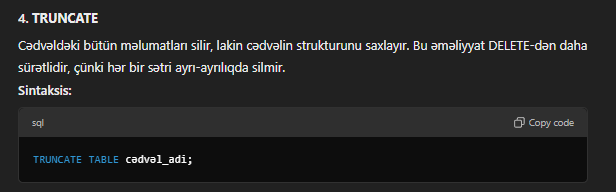 4. TRUNCATE
Cədvəldəki bütün məlumatları silir, lakin cədvəlin strukturunu saxlayır. Bu əməliyyat DELETE-dən daha
sürətlidir, çünki hər bir sətri ayrı-ayrılıqda silmir.
Sintaksis:
sql
Copy code
TRUNCATE TABLE cədvəl_adi;